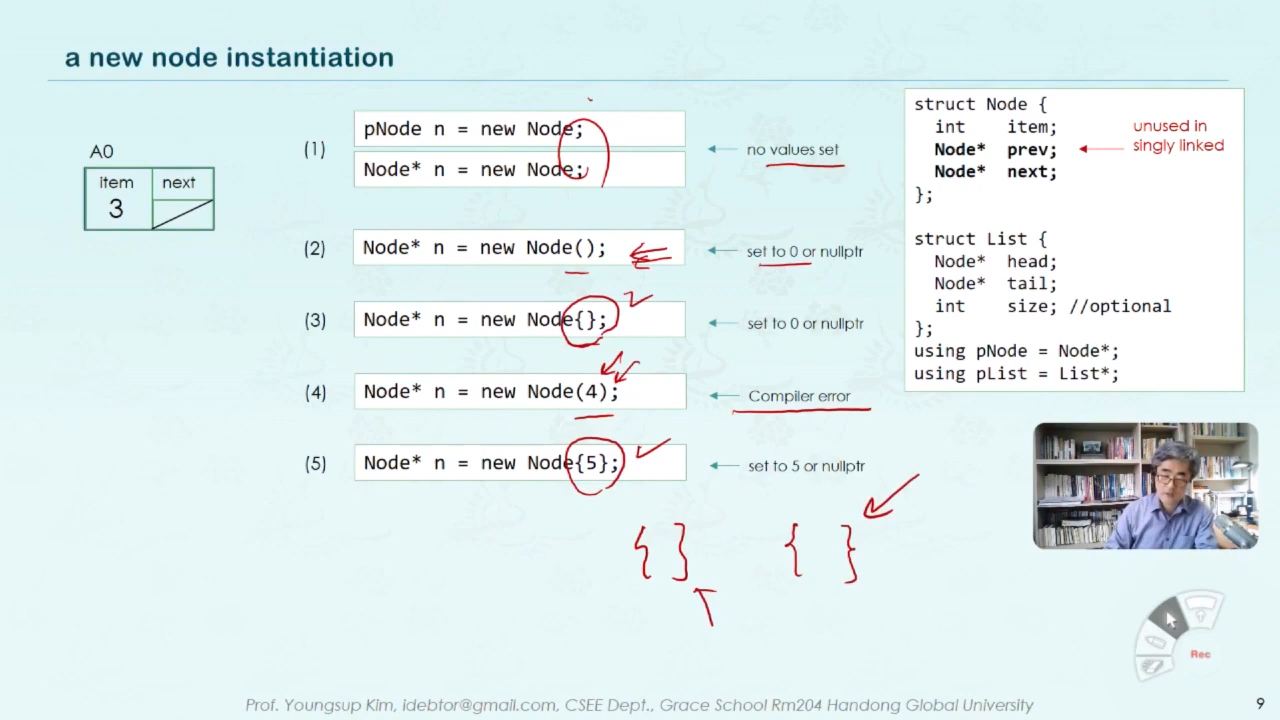 a new node instantiation
A0
item next
3
(1)
pNode n = new Node;
Node* n = new Node;
no values set
(2)
Node* n = new Node();
set to 0 or nullptr
(3)
Node* n = new Node{};
set to 0 or nullptr
(4)
Node* n = new Node(4);
Compiler error
(5)
Node* n = new Node{5};
set to 5 or nullptr
{ } { }
struct Node {
int item;
Node* prev;
Node* next;
};
unused in
singly linked
struct List {
Node* head;
Node* tail;
int size; //optional
};
using pNode = Node*;
using pList = List*;
Rec
Prof. Youngsup Kim, idebtor@gmail.com, CSEE Dept., Grace School Rm204 Handong Global University
9